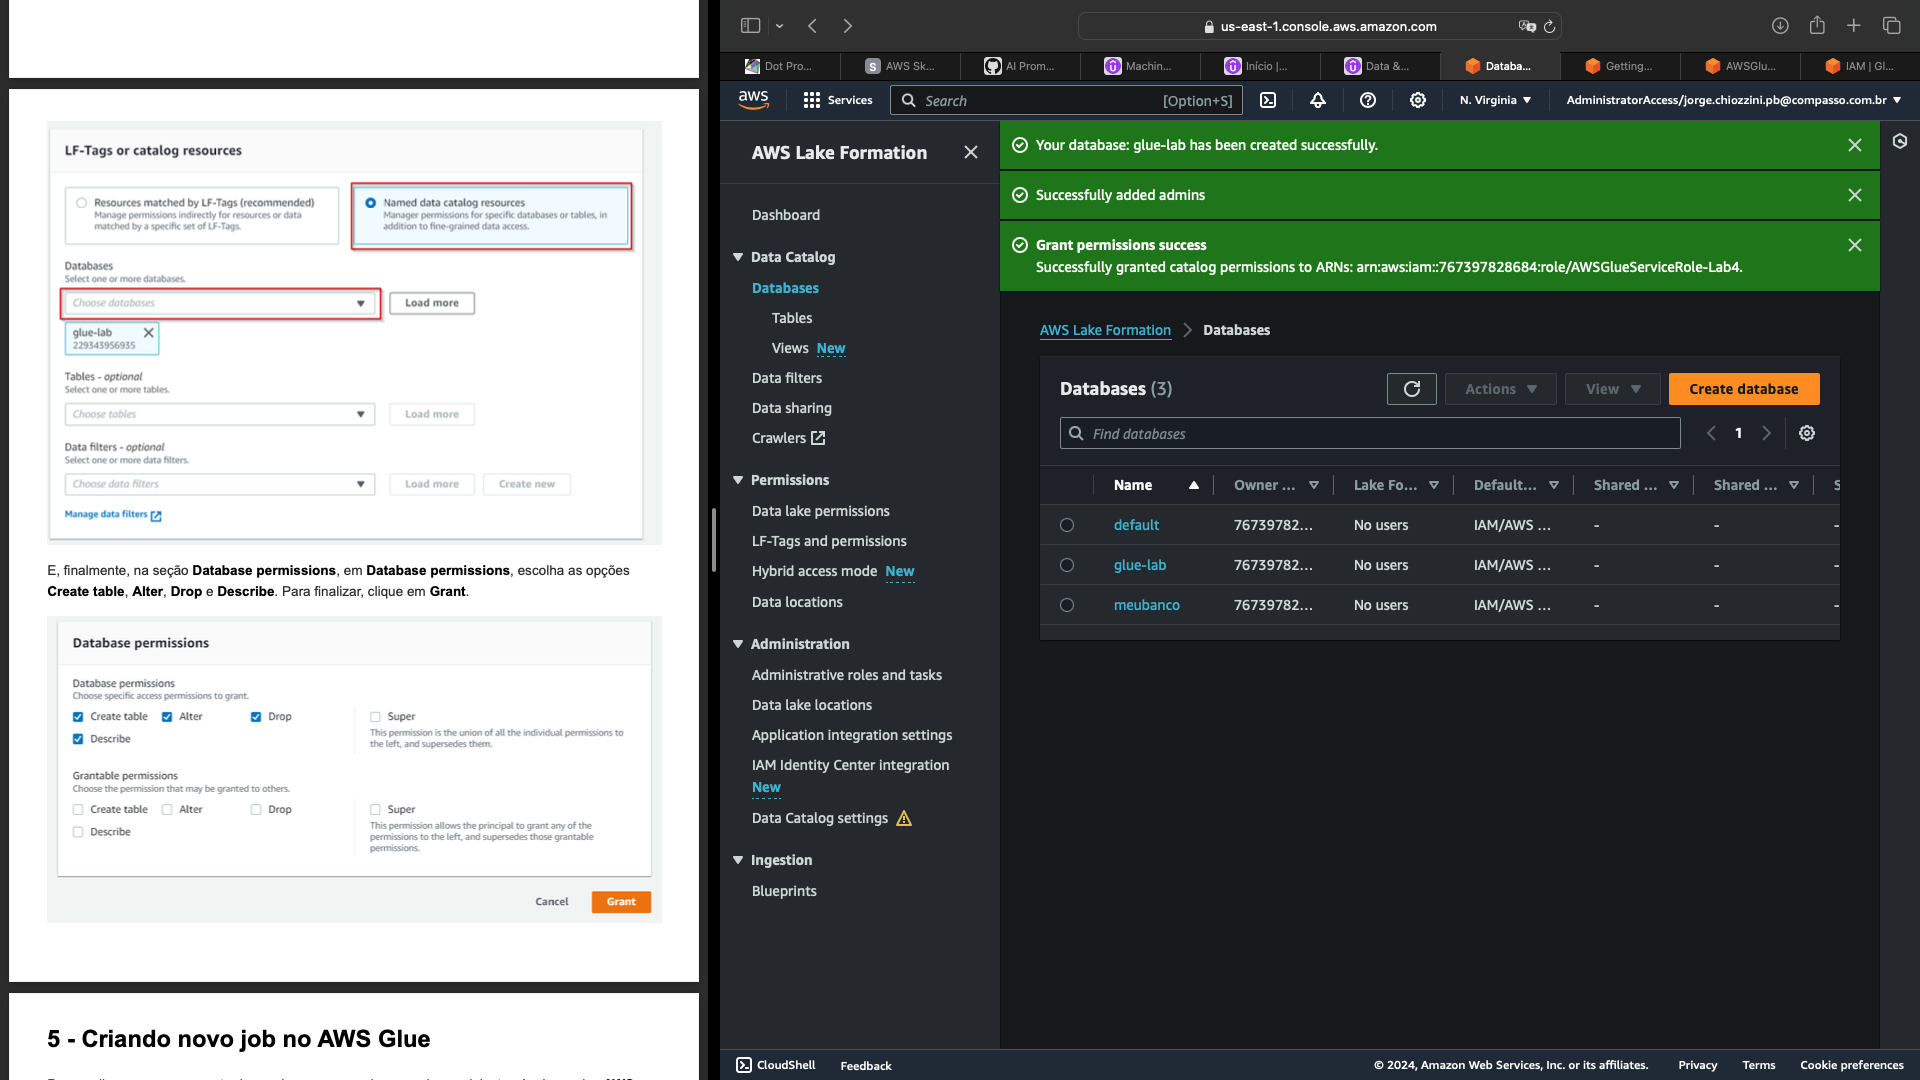 LF-Tags or catalog resources
Resources matched by LF-Tags (recommended)
Manage permissions indirectly for resources or data
matched by a specific set of LF-Tags.
Named data catalog resources
Manager permissions for specific databases or tables, in
addition to fine-grained data access.
Databases
Select one or more databases.
Choose databases
Load more
glue-lab
229343956935
Tables - optional
Select one or more tables.
Choose tables
Load more
Data filters - optional
Select one or more data filters.
Choose data filters
Load more
Create new
Manage data filters
E, finalmente, na seção Database permissions, em Database permissions, escolha as opções
Create table, Alter, Drop e Describe. Para finalizar, clique em Grant.
Database permissions
Database permissions
Choose specific access permissions to grant.
Create table
Alter
Drop
Describe
Super
This permission is the union of all the individual permissions to
the left, and supersedes them.
Grantable permissions
Choose the permission that may be granted to others.
Create table
Alter
Drop
Describe
Super
This permission allows the principal to grant any of the
permissions to the left, and supersedes those grantable
permissions.
Cancel
Grant
5 - Criando novo job no AWS Glue
us-east-1.console.aws.amazon.com
Dot Pro...
S
AWS Sk...
AI Prom...
Machin...
Início |...
Data &...
Databa...
Getting...
AWSGlu...
IAM | Gl...
aws
Services
Search
[Option+S]
N. Virginia
AdministratorAccess/jorge.chiozzini.pb@compasso.com.br
AWS Lake Formation
Dashboard
Data Catalog
Databases
Tables
Views New
Data filters
Data sharing
Crawlers
Permissions
Data lake permissions
LF-Tags and permissions
Hybrid access mode New
Data locations
Administration
Administrative roles and tasks
Data lake locations
Application integration settings
IAM Identity Center integration
New
Data Catalog settings
Ingestion
Blueprints
Your database: glue-lab has been created successfully.
Successfully added admins
Grant permissions success
Successfully granted catalog permissions to ARNs: arn:aws:iam::767397828684:role/AWSGlueServiceRole-Lab4.
AWS Lake Formation
Databases
Databases (3)
Actions
View
Create database
Find databases
1
Name
Owner ...
Lake Fo...
Default...
Shared ...
Shared ...
S
default
76739782...
No users
IAM/AWS ...
-
-
-
glue-lab
76739782...
No users
IAM/AWS ...
-
-
-
meubanco
76739782...
No users
IAM/AWS ...
-
-
-
CloudShell
Feedback
© 2024, Amazon Web Services, Inc. or its affiliates.
Privacy
Terms
Cookie preferences